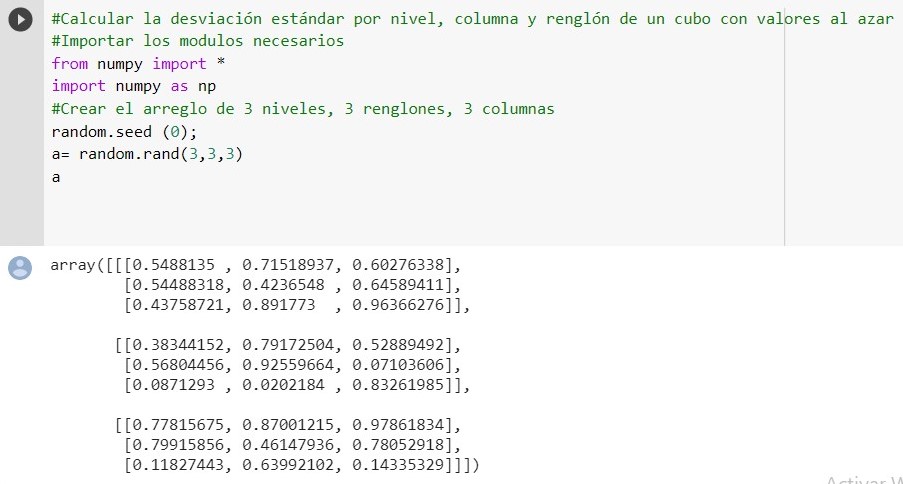 #Calcular la desviación estándar por nivel, columna y renglón de un cubo con valores al azar
#Importar los modulos necesarios
from numpy import *
import numpy as np
#Crear el arreglo de 3 niveles, 3 renglones, 3 columnas
random.seed (0);
a= random.rand(3,3,3)
a
array([[[0.5488135 , 0.71518937, 0.60276338],
[0.54488318, 0.4236548 , 0.64589411],
[0.43758721, 0.891773  , 0.96366276]],
[[0.38344152, 0.79172504, 0.52889492],
[0.56804456, 0.92559664, 0.07103606],
[0.0871293 , 0.0202184 , 0.83261985]],
[[0.77815675, 0.87001215, 0.97861834],
[0.79915856, 0.46147936, 0.78052918],
[0.11827443, 0.63992102, 0.14335329]]])